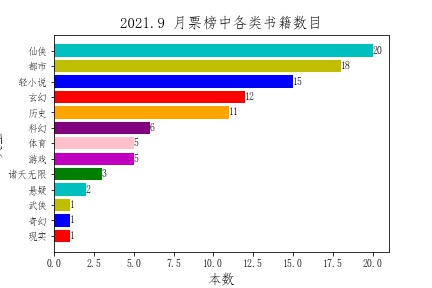 2021.9 月票榜中各类书籍数目
仙侠 20
都市 18
轻小说 15
玄幻 12
历史 11
科幻 6
体育 5
游戏 5
诸天无限 3
悬疑 2
武侠 1
奇幻 1
现实 1
0.0 2.5 5.0 7.5 10.0 12.5 15.0 17.5 20.0
本数